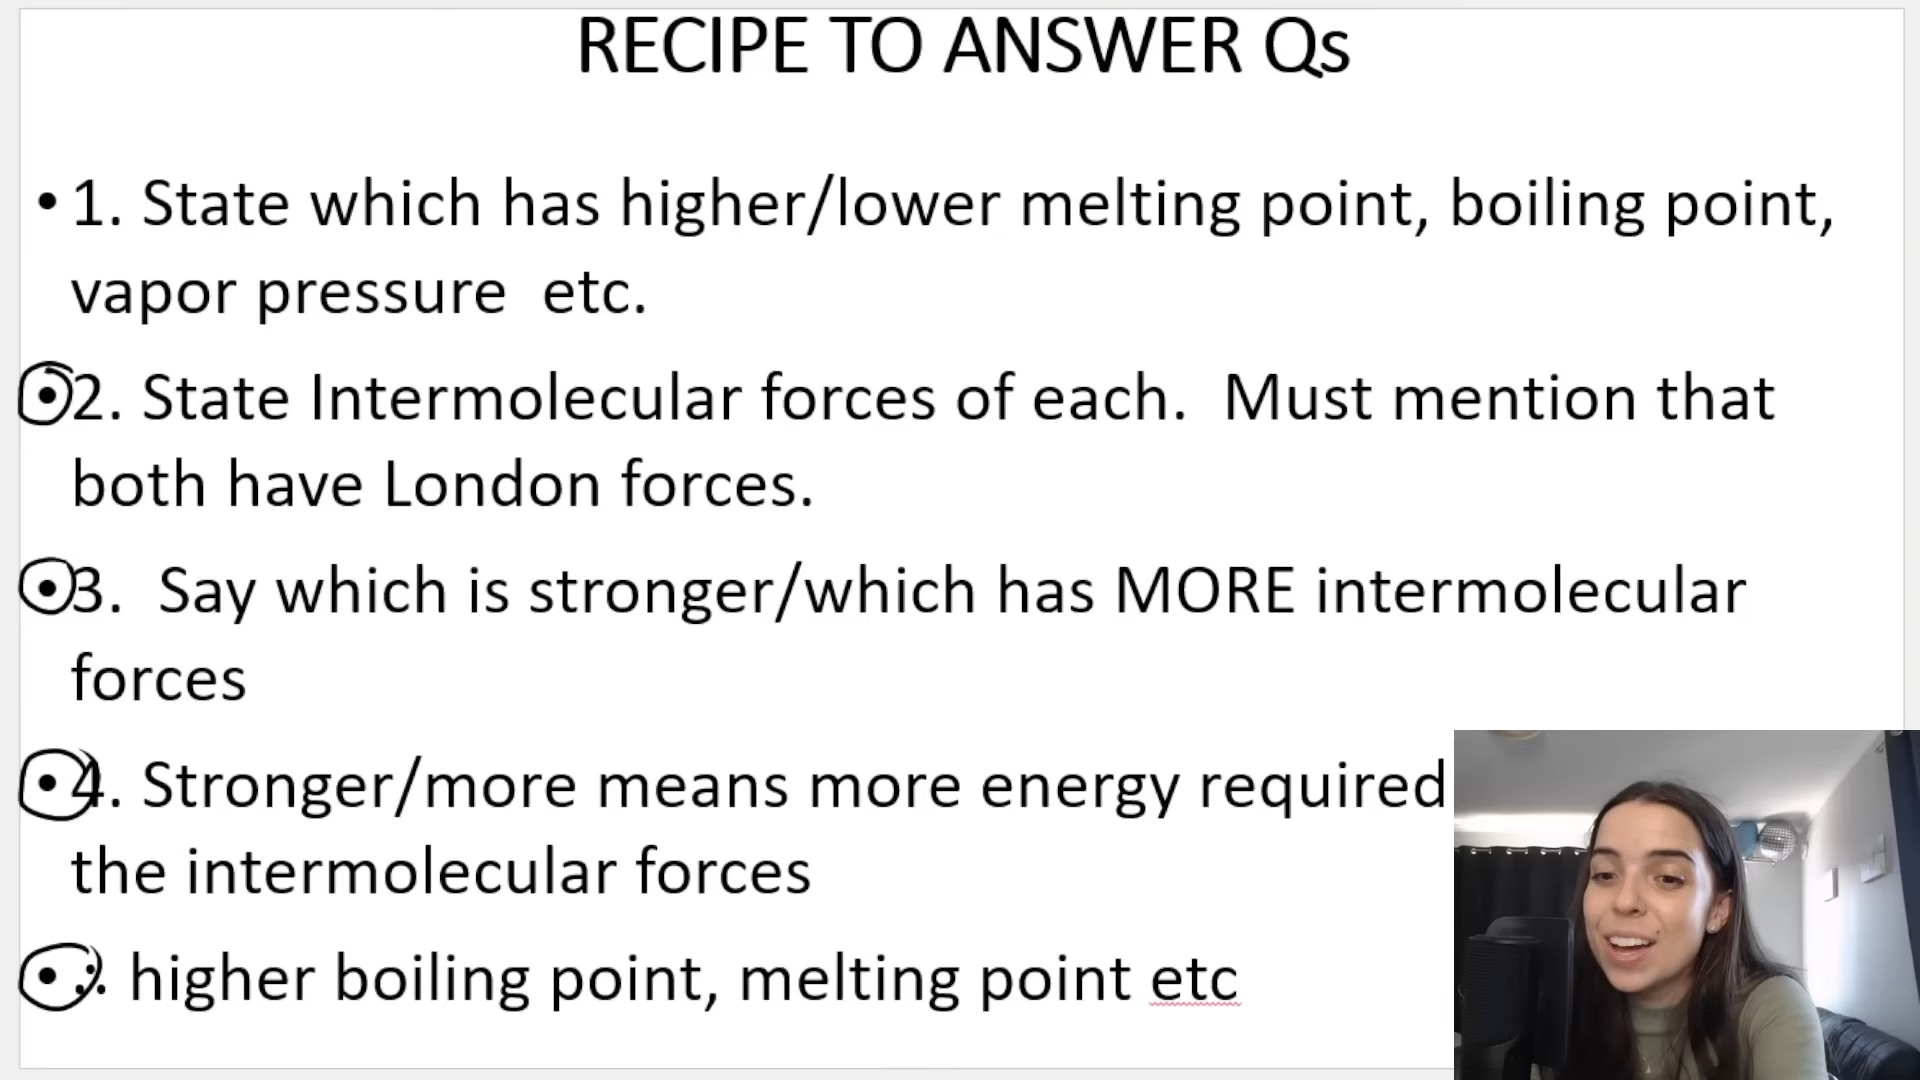 RECIPE TO ANSWER Qs
• 1. State which has higher/lower melting point, boiling point,
vapor pressure etc.
• 2. State Intermolecular forces of each. Must mention that
both have London forces.
• 3. Say which is stronger/which has MORE intermolecular
forces
• 4. Stronger/more means more energy required
the intermolecular forces
• ∴ higher boiling point, melting point etc